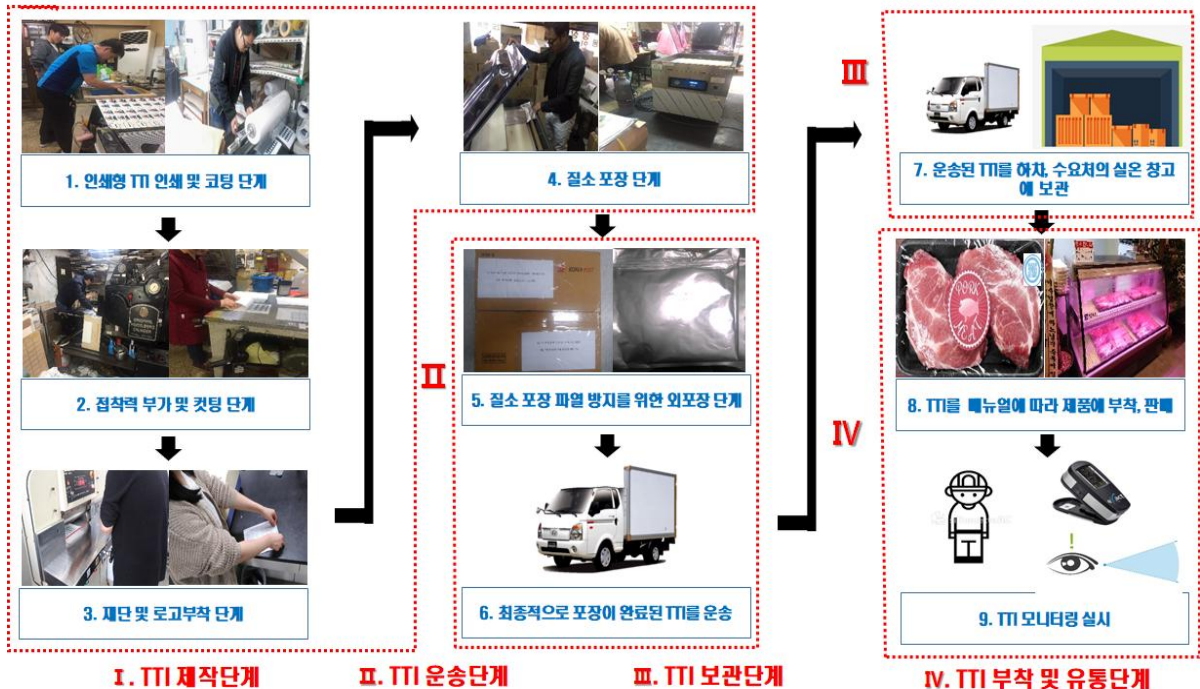 1. 인쇄형 TTI 인쇄 및 코팅 단계
2. 접착력 부가 및 컷팅 단계
3. 재단 및 로고부착 단계
4. 질소 포장 단계
Ⅱ
5. 질소 포장 파열 방지를 위한 외포장 단계
6. 최종적으로 포장이 완료된 TTI를 운송
Ⅲ
7. 운송된 TTI를 하차, 수요처의 실온 창고
에 보관
Ⅳ
PORK
8. TTI를 메뉴얼에 따라 제품에 부착, 판매
9. TTI 모니터링 실시
Ⅰ. TTI 제작단계
Ⅱ. TTI 운송단계
Ⅲ. TTI 보관단계
Ⅳ. TTI 부착 및 유통단계